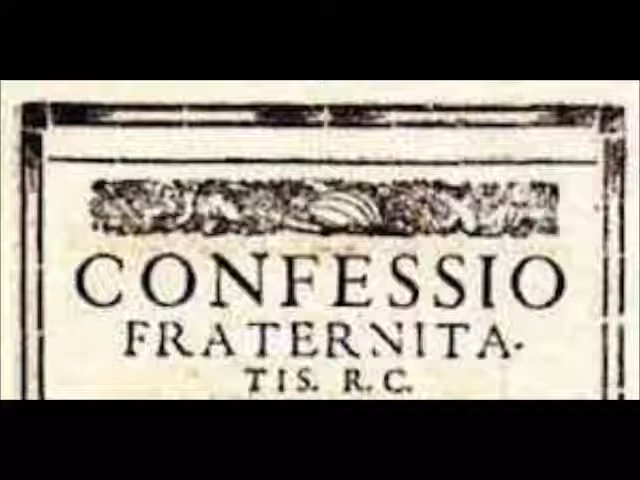 CONFESSIO
FRATERNITA-
TIS. R. C.